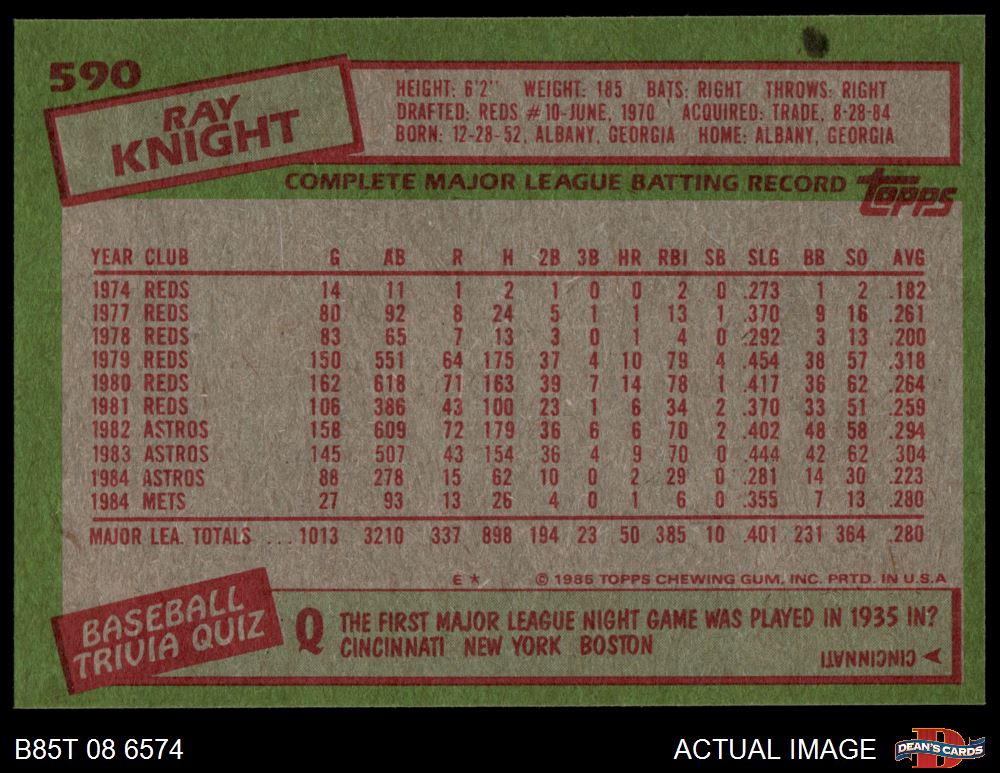 590
RAY
KNIGHT
HEIGHT: 6'2" WEIGHT: 185 BATS: RIGHT THROWS: RIGHT
DRAFTED: REDS #10-JUNE, 1970 ACQUIRED: TRADE, 8-28-84
BORN: 12-28-52, ALBANY, GEORGIA HOME: ALBANY, GEORGIA
COMPLETE MAJOR LEAGUE BATTING RECORD topps
YEAR CLUB G AB R H 2B 3B HR RBI SB SLG BB SO AVG
1974 REDS 14 11 1 2 1 0 0 2 0 .273 1 2 .182
1977 REDS 80 92 8 24 5 1 1 13 1 .370 9 16 .261
1978 REDS 83 65 7 13 3 0 1 4 0 .292 3 13 .200
1979 REDS 150 551 64 175 37 4 10 79 4 .454 38 57 .318
1980 REDS 162 618 71 163 39 7 14 78 1 .417 36 62 .264
1981 REDS 106 386 43 100 23 1 6 34 2 .370 33 51 .259
1982 ASTROS 158 609 72 179 36 6 6 70 2 .402 48 58 .294
1983 ASTROS 145 507 43 154 36 4 9 70 0 .444 42 62 .304
1984 ASTROS 88 278 15 62 10 0 2 29 0 .281 14 30 .223
1984 METS 27 93 13 26 4 0 1 6 0 .355 7 13 .280
MAJOR LEA. TOTALS ... 1013 3210 337 898 194 23 50 385 10 .401 231 364 .280
E * © 1985 TOPPS CHEWING GUM, INC. PRTD. IN U.S.A
BASEBALL
TRIVIA QUIZ
Q THE FIRST MAJOR LEAGUE NIGHT GAME WAS PLAYED IN 1935 IN?
CINCINNATI NEW YORK BOSTON
CINCINNATI
B85T 08 6574
ACTUAL IMAGE
DEAN'S CARDS